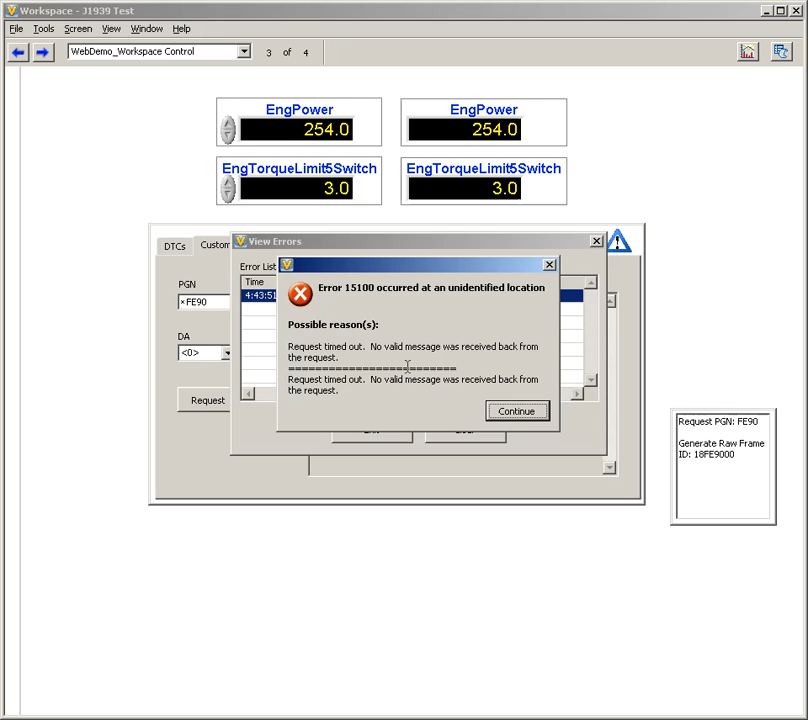 Workspace - J1939 Test
File Tools Screen View Window Help
WebDemo_Workspace Control 3 of 4
EngPower EngPower
254.0 254.0
EngTorqueLimit5Switch EngTorqueLimit5Switch
3.0 3.0
View Errors
DTCs Custom
Error List
PGN
Time
×FE90
4:43:51
Error 15100 occurred at an unidentified location
Possible reason(s):
DA
<0>
Request timed out. No valid message was received back from
the request.
=========================
Request timed out. No valid message was received back from
the request.
Request
Continue
Request PGN: FE90
Generate Raw Frame
ID: 18FE9000